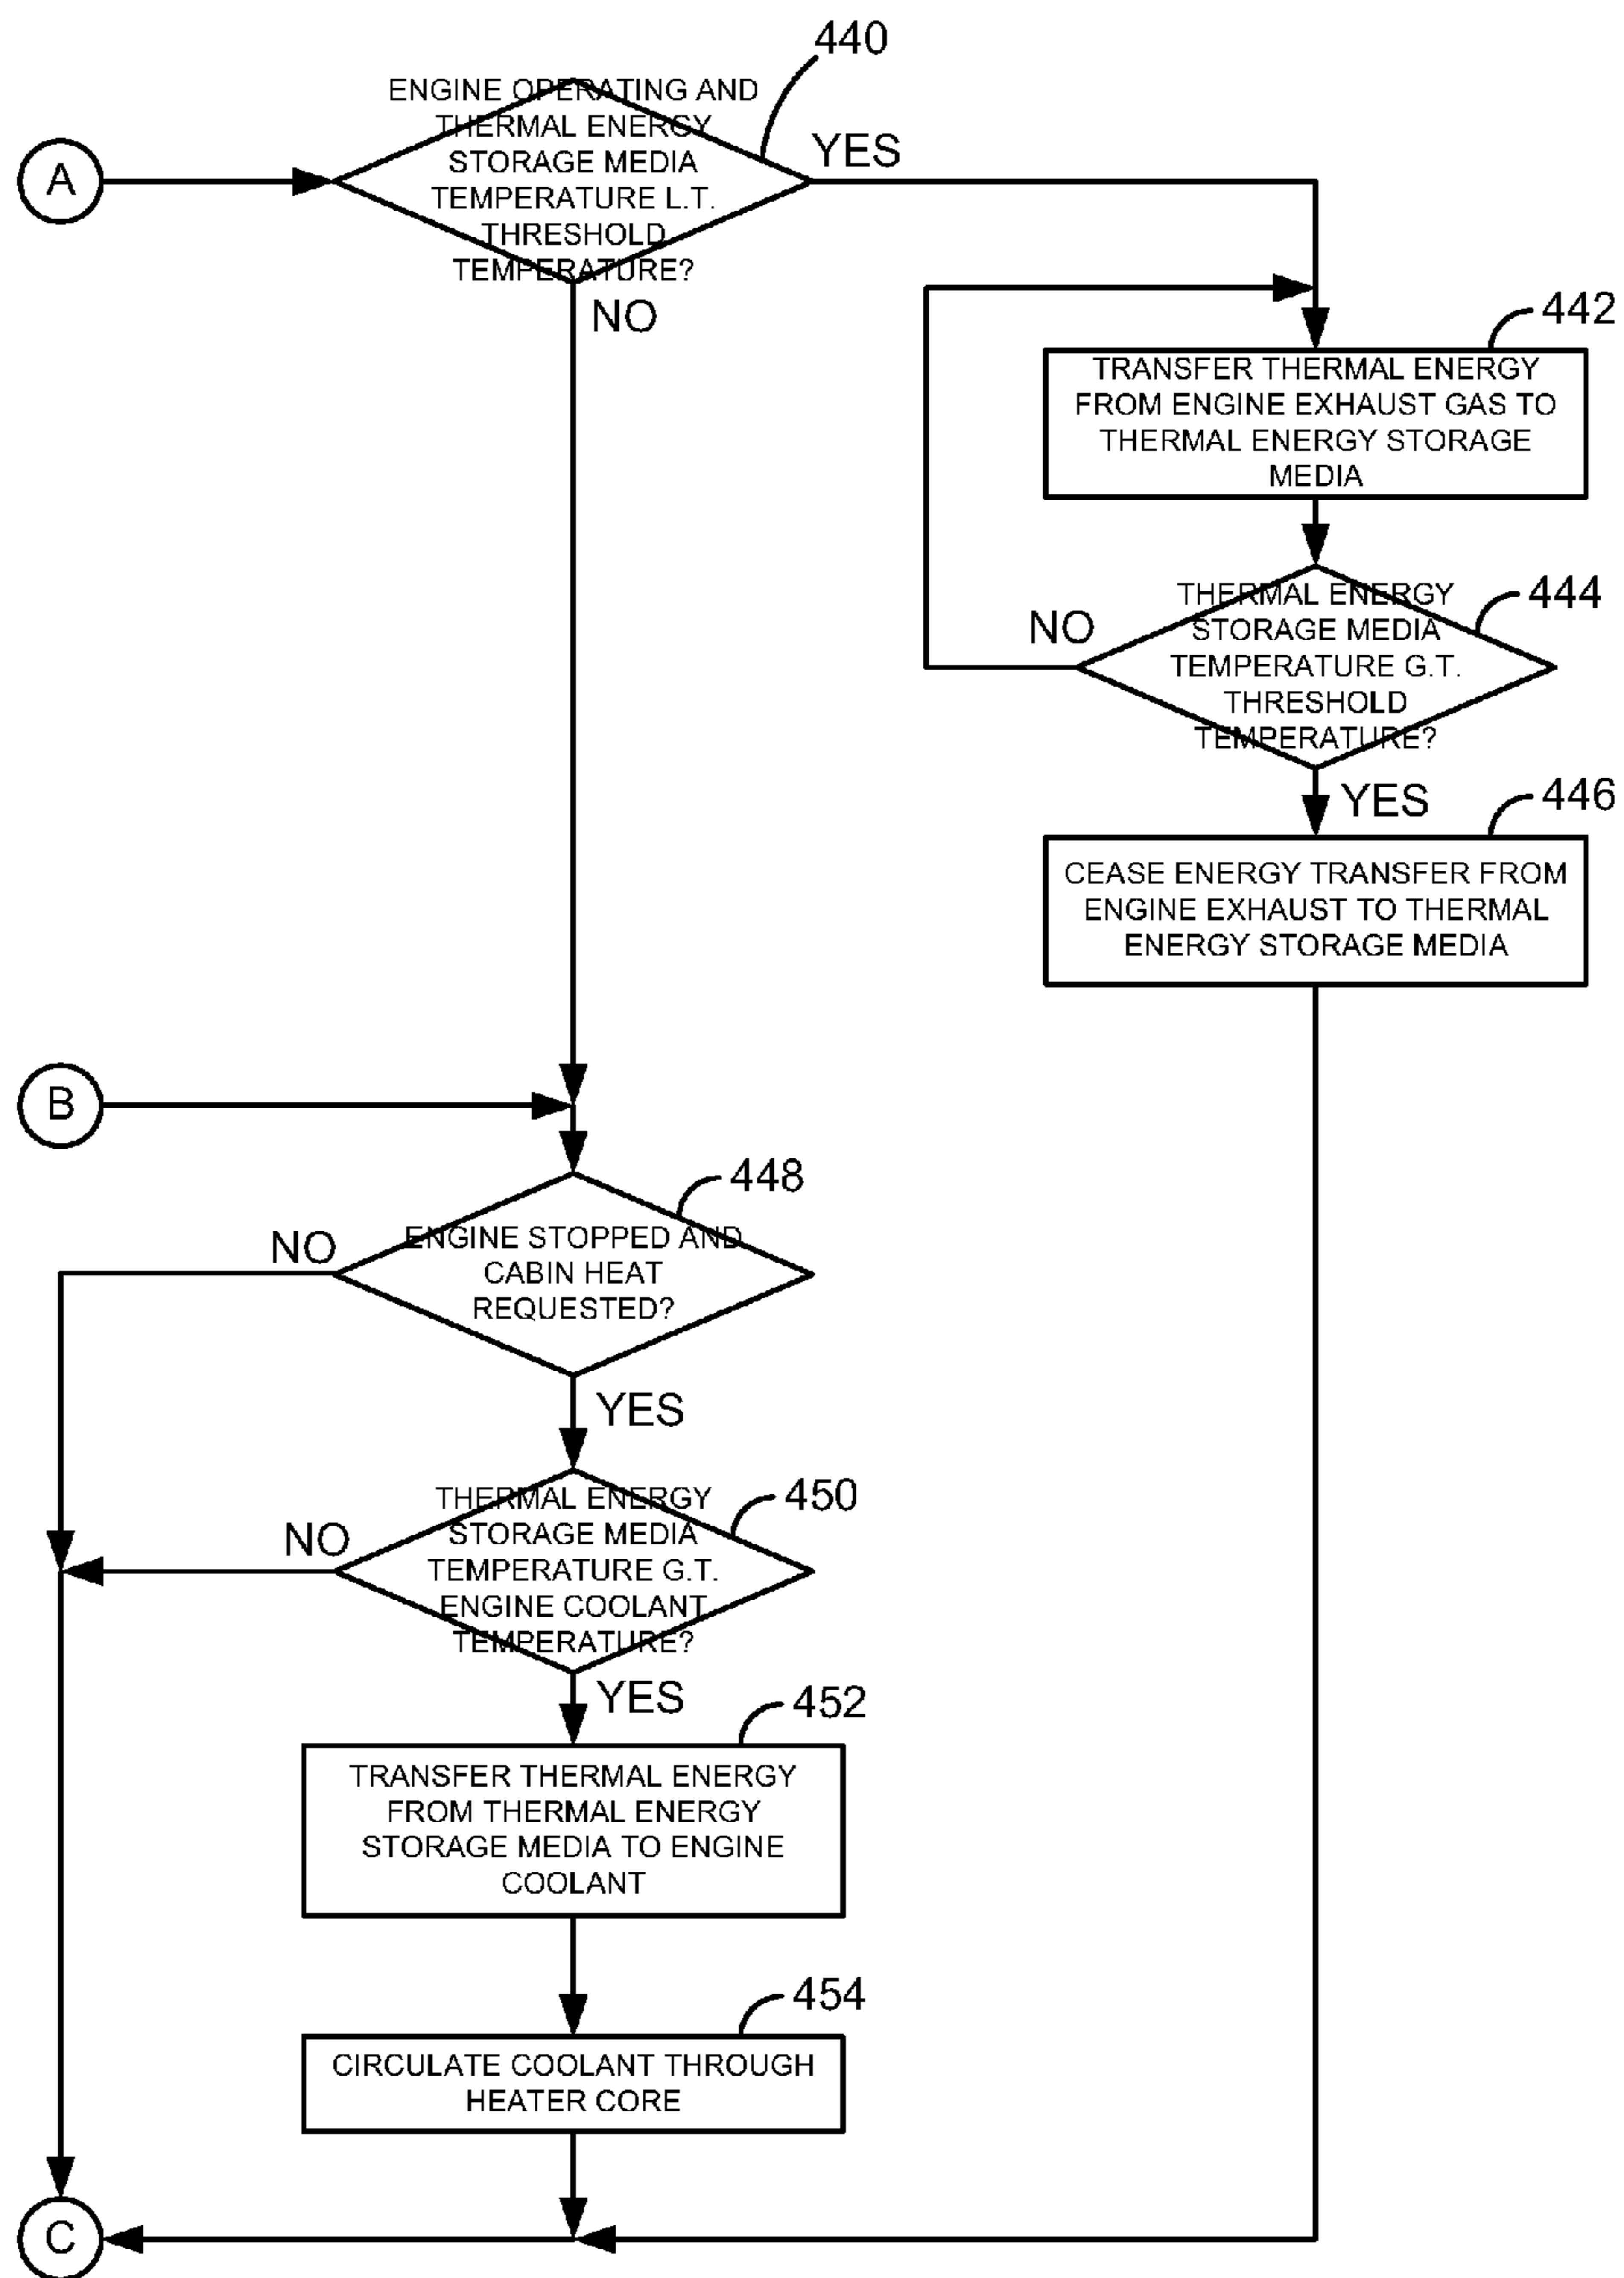 440
ENGINE OPERATING AND
THERMAL ENERGY
STORAGE MEDIA
TEMPERATURE L.T.
THRESHOLD
TEMPERATURE?
YES
A
NO
442
TRANSFER THERMAL ENERGY
FROM ENGINE EXHAUST GAS TO
THERMAL ENERGY STORAGE
MEDIA
444
THERMAL ENERGY
STORAGE MEDIA
TEMPERATURE G.T.
THRESHOLD
TEMPERATURE?
NO
YES
446
CEASE ENERGY TRANSFER FROM
ENGINE EXHAUST TO THERMAL
ENERGY STORAGE MEDIA
B
448
ENGINE STOPPED AND
CABIN HEAT
REQUESTED?
NO
YES
450
THERMAL ENERGY
STORAGE MEDIA
TEMPERATURE G.T.
ENGINE COOLANT
TEMPERATURE?
NO
YES
452
TRANSFER THERMAL ENERGY
FROM THERMAL ENERGY
STORAGE MEDIA TO ENGINE
COOLANT
454
CIRCULATE COOLANT THROUGH
HEATER CORE
C